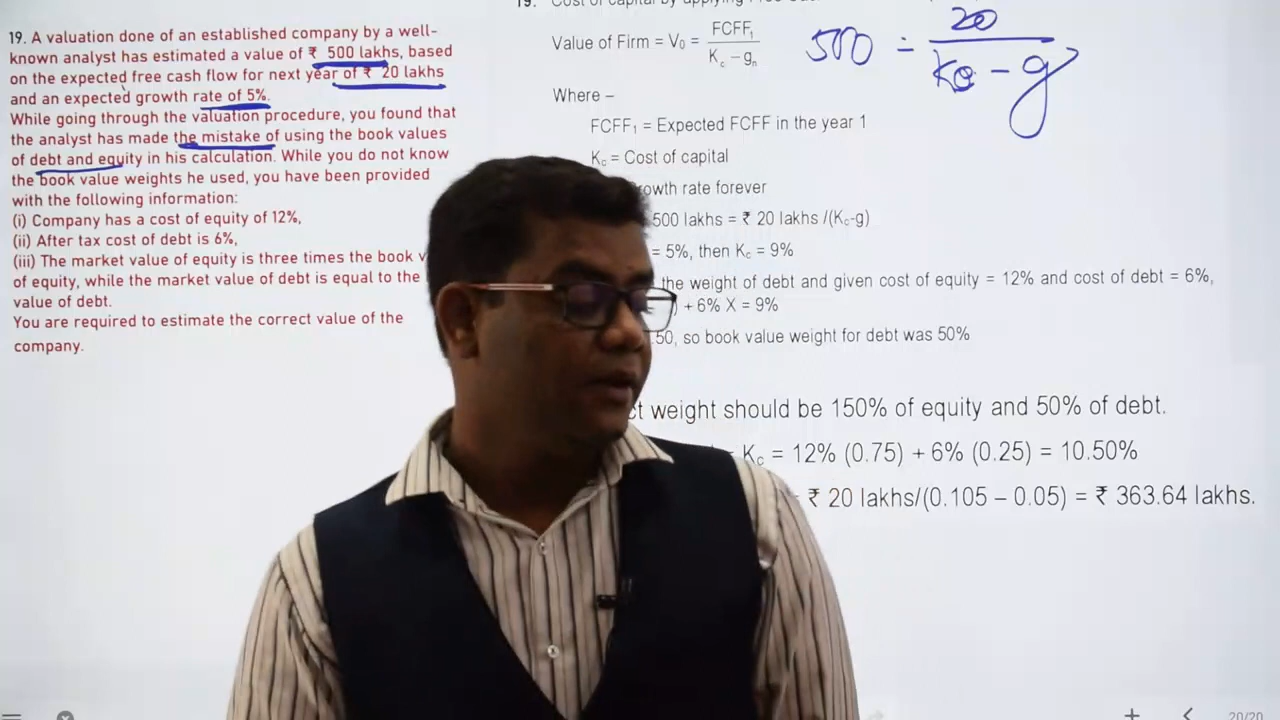 19. A valuation done of an established company by a well-
known analyst has estimated a value of ₹ 500 lakhs, based
on the expected free cash flow for next year of ₹ 20 lakhs
and an expected growth rate of 5%.
While going through the valuation procedure, you found that
the analyst has made the mistake of using the book values
of debt and equity in his calculation. While you do not know
the book value weights he used, you have been provided
with the following information:
(i) Company has a cost of equity of 12%,
(ii) After tax cost of debt is 6%,
(iii) The market value of equity is three times the book v
of equity, while the market value of debt is equal to the
value of debt.
You are required to estimate the correct value of the
company.
19.
Value of Firm = V₀ = FCFF₁ / Kc – gn
500 = 20 / K0 - g
Where –
FCFF₁ = Expected FCFF in the year 1
Kc = Cost of capital
owth rate forever
500 lakhs = ₹ 20 lakhs /(Kc-g)
= 5%, then Kc = 9%
the weight of debt and given cost of equity = 12% and cost of debt = 6%,
) + 6% X = 9%
50, so book value weight for debt was 50%
ct weight should be 150% of equity and 50% of debt.
Kc = 12% (0.75) + 6% (0.25) = 10.50%
= ₹ 20 lakhs/(0.105 – 0.05) = ₹ 363.64 lakhs.
20/20